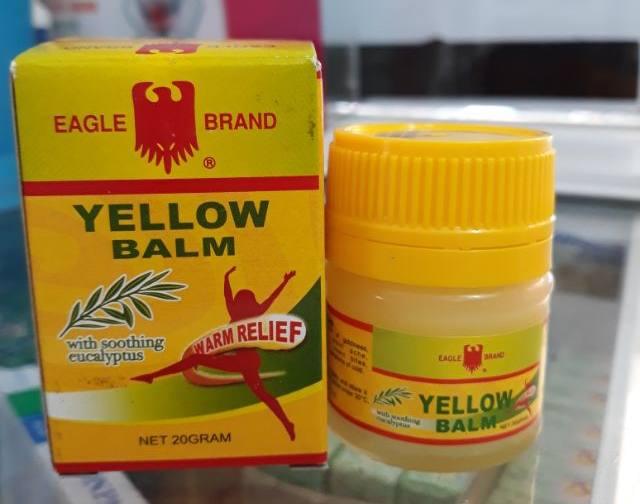 EAGLE BRAND
®
YELLOW
BALM
with soothing
eucalyptus
WARM RELIEF
NET 20GRAM
EAGLE BRAND
YELLOW
BALM
with soothing
eucalyptus